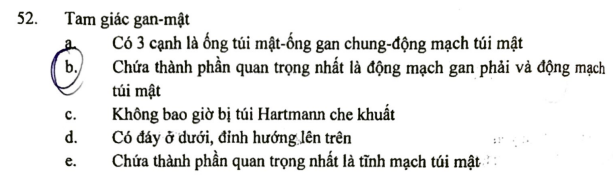 52. Tam giác gan-mật
a. Có 3 cạnh là ống túi mật-ống gan chung-động mạch túi mật
b. Chứa thành phần quan trọng nhất là động mạch gan phải và động mạch
túi mật
c. Không bao giờ bị túi Hartmann che khuất
d. Có đáy ở dưới, đỉnh hướng lên trên
e. Chứa thành phần quan trọng nhất là tĩnh mạch túi mật